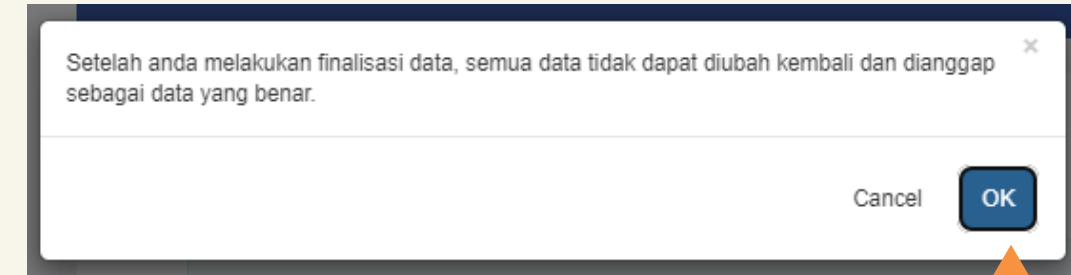 Setelah anda melakukan finalisasi data, semua data tidak dapat diubah kembali dan dianggap
sebagai data yang benar.
Cancel
OK